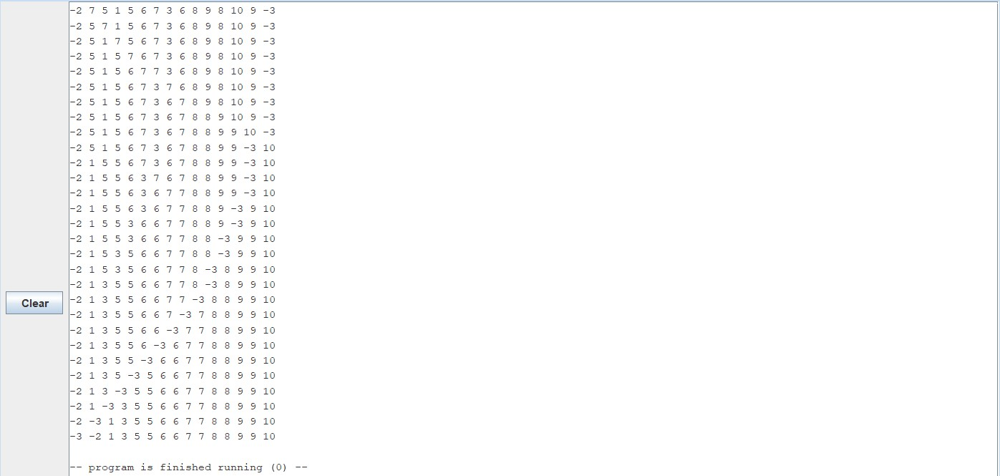 -2 7 5 1 5 6 7 3 6 8 9 8 10 9 -3
-2 5 7 1 5 6 7 3 6 8 9 8 10 9 -3
-2 5 1 7 5 6 7 3 6 8 9 8 10 9 -3
-2 5 1 5 7 6 7 3 6 8 9 8 10 9 -3
-2 5 1 5 6 7 7 3 6 8 9 8 10 9 -3
-2 5 1 5 6 7 3 7 6 8 9 8 10 9 -3
-2 5 1 5 6 7 3 6 7 8 9 8 10 9 -3
-2 5 1 5 6 7 3 6 7 8 8 9 10 9 -3
-2 5 1 5 6 7 3 6 7 8 8 9 9 10 -3
-2 5 1 5 6 7 3 6 7 8 8 9 9 -3 10
-2 1 5 5 6 7 3 6 7 8 8 9 9 -3 10
-2 1 5 5 6 3 7 6 7 8 8 9 9 -3 10
-2 1 5 5 6 3 6 7 7 8 8 9 9 -3 10
-2 1 5 5 6 3 6 7 7 8 8 9 -3 9 10
-2 1 5 5 3 6 6 7 7 8 8 9 -3 9 10
-2 1 5 5 3 6 6 7 7 8 8 -3 9 9 10
-2 1 5 3 5 6 6 7 7 8 8 -3 9 9 10
-2 1 5 3 5 6 6 7 7 8 -3 8 9 9 10
-2 1 3 5 5 6 6 7 7 8 -3 8 9 9 10
-2 1 3 5 5 6 6 7 7 -3 8 8 9 9 10
-2 1 3 5 5 6 6 7 -3 7 8 8 9 9 10
-2 1 3 5 5 6 6 -3 7 7 8 8 9 9 10
-2 1 3 5 5 6 -3 6 7 7 8 8 9 9 10
-2 1 3 5 5 -3 6 6 7 7 8 8 9 9 10
-2 1 3 5 -3 5 6 6 7 7 8 8 9 9 10
-2 1 3 -3 5 5 6 6 7 7 8 8 9 9 10
-2 1 -3 3 5 5 6 6 7 7 8 8 9 9 10
-2 -3 1 3 5 5 6 6 7 7 8 8 9 9 10
-3 -2 1 3 5 5 6 6 7 7 8 8 9 9 10
-- program is finished running (0) --
Clear